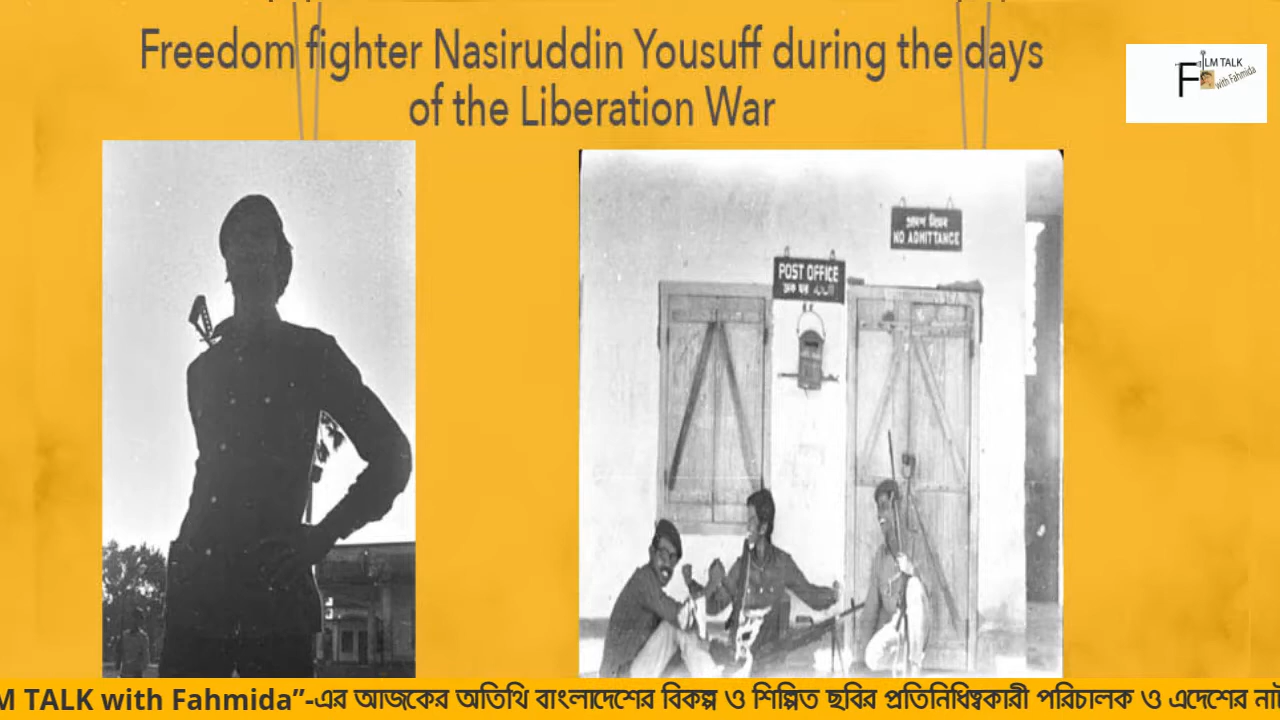 Freedom fighter Nasiruddin Yousuff during the days
of the Liberation War
F LM TALK
with Fahmida
NO ADMITTANCE
POST OFFICE
M TALK with Fahmida”-এর আজকের অতিথি বাংলাদেশের বিকল্প ও শিল্পিত ছবির প্রতিনিধিত্বকারী পরিচালক ও এদেশের নাট